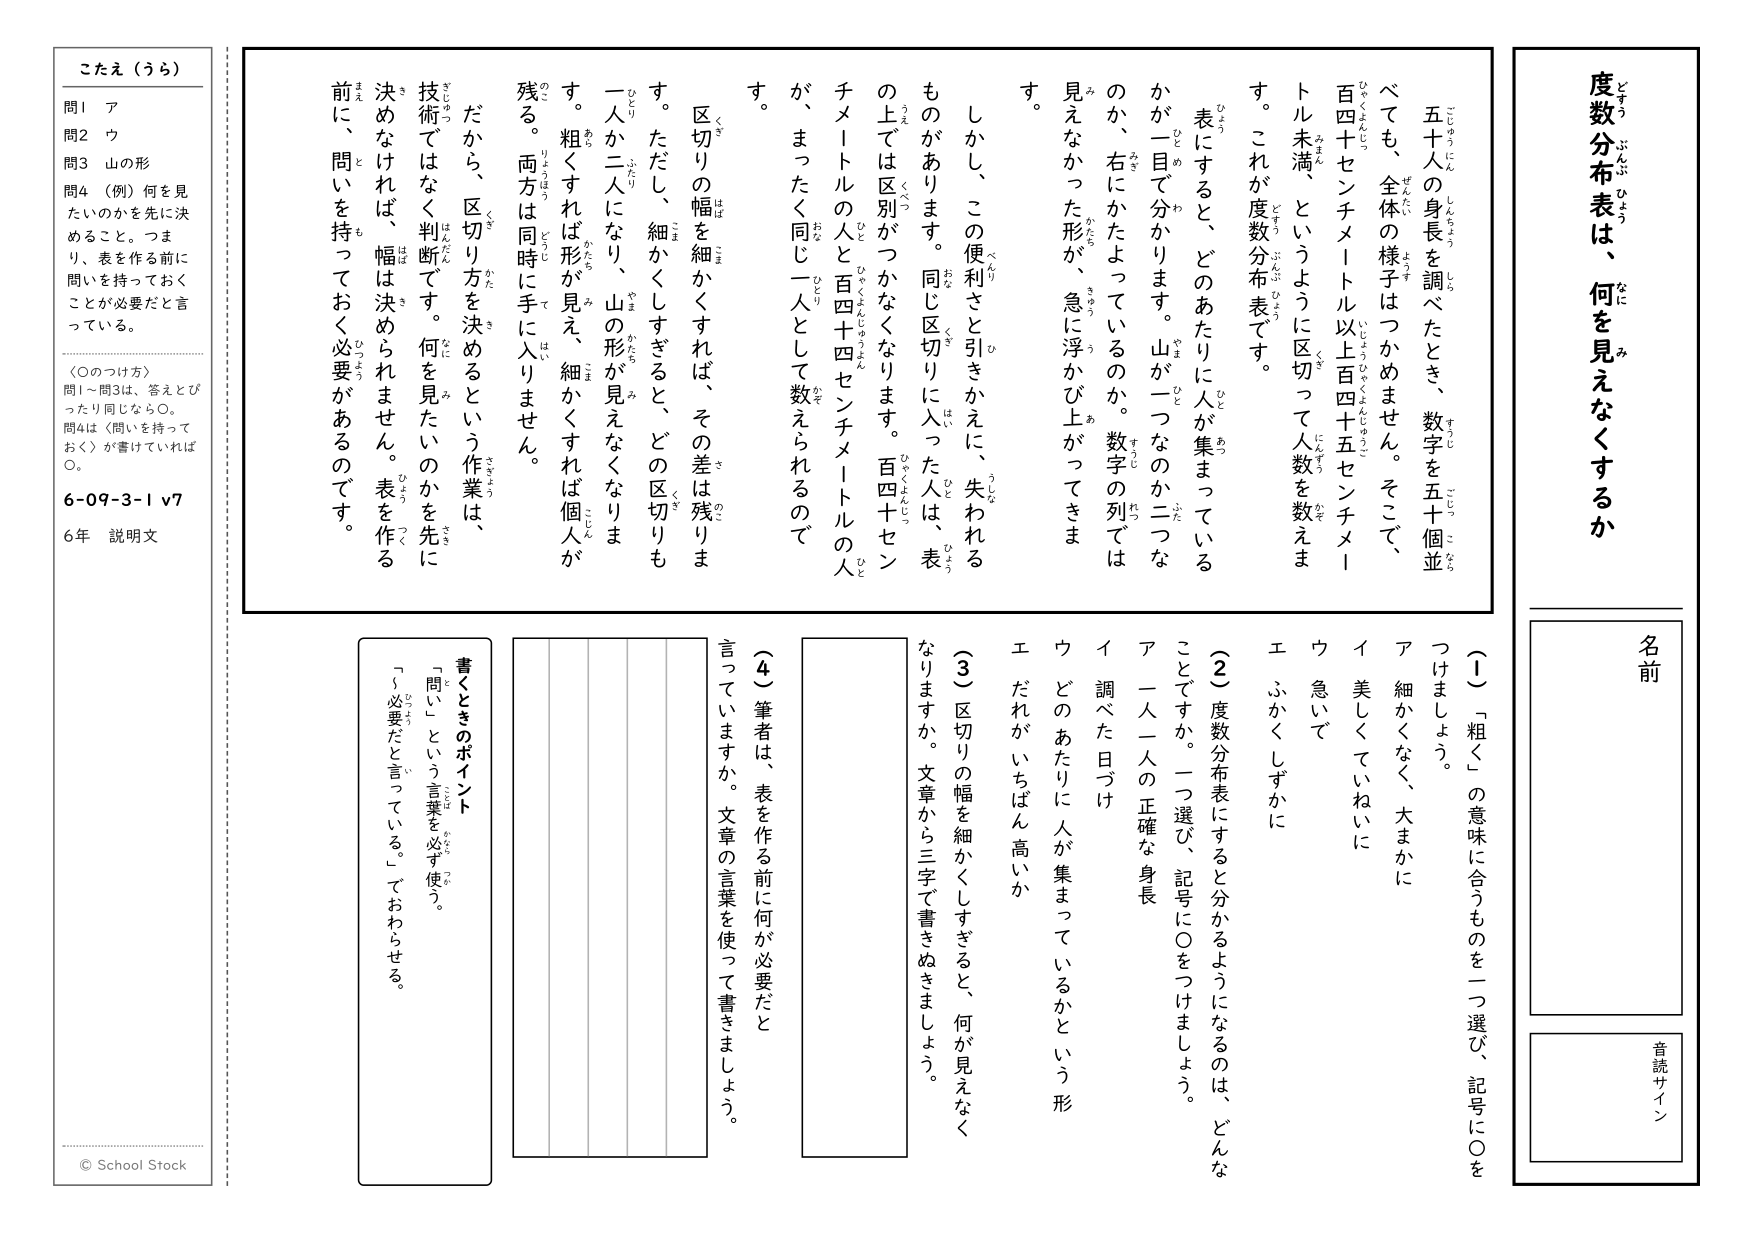 度数分布表は、何を見えなくするか
名前
音読サイン
五十人の身長を調べたとき、数字を五十個並
べても、全体の様子はつかめません。そこで、
百四十センチメートル以上百四十五センチメー
トル未満、というように区切って人数を数えま
す。これが度数分布表です。
表にすると、どのあたりに人が集まっている
かが一目で分かります。山が一つなのか二つな
のか、右にかたよっているのか。数字の列では
見えなかった形が、急に浮かび上がってきま
す。
しかし、この便利さと引きかえに、失われる
ものがあります。同じ区切りに入った人は、表
の上では区別がつかなくなります。百四十セン
チメートルの人と百四十四センチメートルの人
が、まったく同じ一人として数えられるので
す。
区切りの幅を細かくすれば、その差は残りま
す。ただし、細かくしすぎると、どの区切りも
一人か二人になり、山の形が見えなくなりま
す。粗くすれば形が見え、細かくすれば個人が
残る。両方は同時に手に入りません。
だから、区切り方を決めるという作業は、
技術ではなく判断です。何を見たいのかを先に
決めなければ、幅は決められません。表を作る
前に、問いを持っておく必要があるのです。
（1）「粗く」の意味に合うものを一つ選び、記号に〇を
つけましょう。
ア　細かくなく、大まかに
イ　美しくていねいに
ウ　急いで
エ　ふかくしずかに
（2）度数分布表にすると分かるようになるのは、どんな
ことですか。一つ選び、記号に〇をつけましょう。
ア　一人一人の 正確な 身長
イ　調べた 日づけ
ウ　どの あたりに 人が 集まって いるかと いう 形
エ　だれが いちばん 高いか
（3）区切りの幅を細かくしすぎると、何が見えなく
なりますか。文章から三字で書きぬきましょう。
（4）筆者は、表を作る前に何が必要だと
言っていますか。文章の言葉を使って書きましょう。
書くときのポイント
「問い」という言葉を必ず使う。
「～必要だと言っている。」でおわらせる。
こたえ（うら）
問1　ア
問2　ウ
問3　山の形
問4　（例）何を見
たいのかを先に決
めること。つま
り、表を作る前に
問いを持っておく
ことが必要だと言
っている。
〈〇のつけ方〉
問1～問3は、答えとぴ
ったり同じなら〇。
問4は〈問いを持って
おく〉が書けていれば
〇。
6-09-3-1 v7
6年　説明文
© School Stock